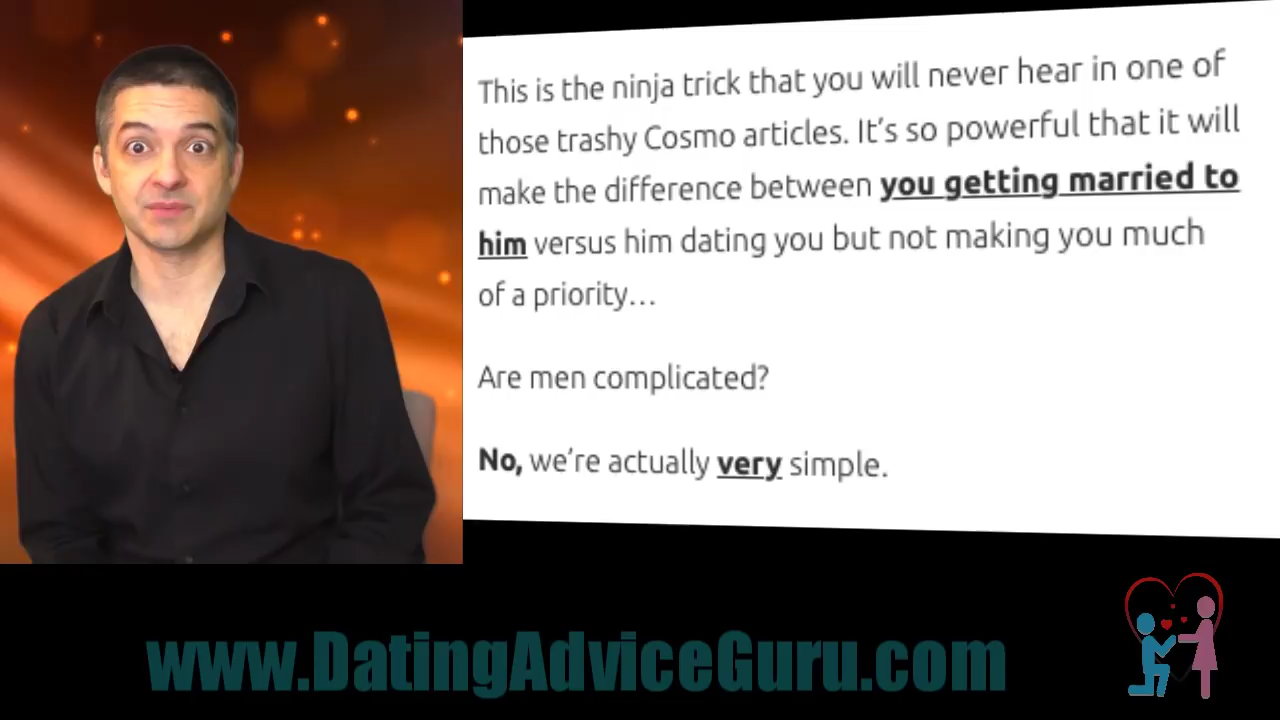 This is the ninja trick that you will never hear in one of
those trashy Cosmo articles. It’s so powerful that it will
make the difference between you getting married to
him versus him dating you but not making you much
of a priority…
Are men complicated?
No, we’re actually very simple.
www.DatingAdviceGuru.com